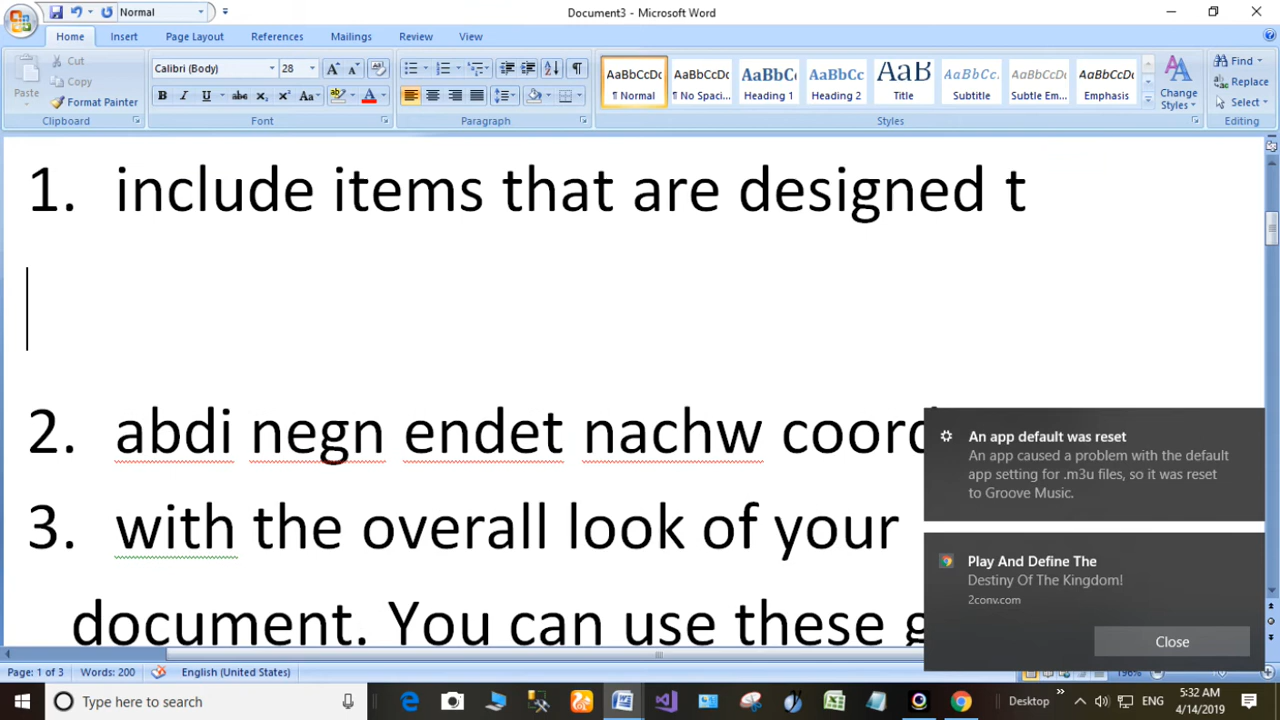 Normal
Document3 - Microsoft Word
Home Insert Page Layout References Mailings Review View
Paste
Cut
Copy
Format Painter
Clipboard
Calibri (Body) 28
Font
Paragraph
AaBbCcDc AaBbCcDc AaBbC AaBbCc AaB AaBbCc. AaBbCcDc AaBbCcDc
¶ Normal ¶ No Spaci... Heading 1 Heading 2 Title Subtitle Subtle Em... Emphasis
Styles
Change Styles
Find
Replace
Select
Editing
1. include items that are designed t
2. abdi negn endet nachw coord
3. with the overall look of your
document. You can use these g
An app default was reset
An app caused a problem with the default
app setting for .m3u files, so it was reset
to Groove Music.
Play And Define The
Destiny Of The Kingdom!
2conv.com
Close
Page: 1 of 3 Words: 200 English (United States) 196%
Type here to search
Desktop
ENG
5:32 AM
4/14/2019